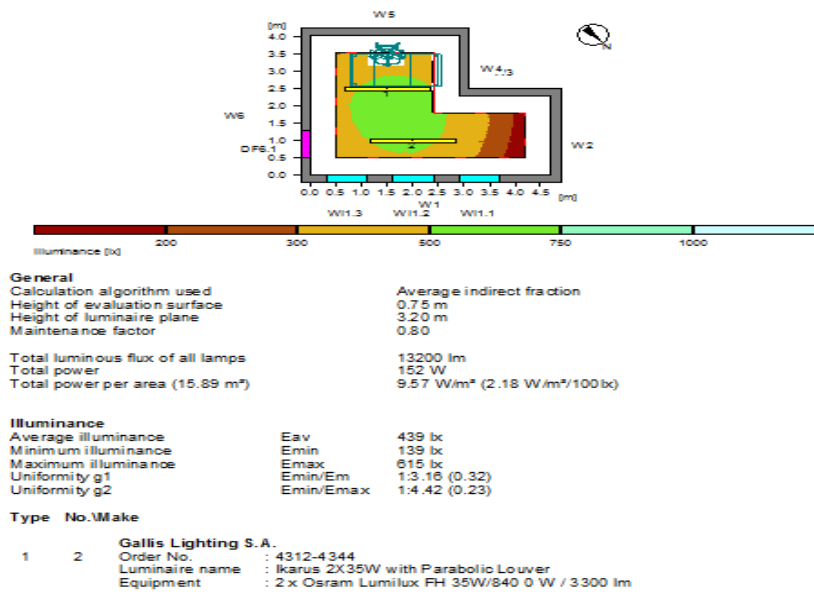 W5
[m]
4.0
3.5
3.0
2.5
2.0
1.5
1.0
0.5
0.0
N
W4
W6
DF6.1
W2
1
2
0.0 0.5 1.0 1.5 2.0 2.5 3.0 3.5 4.0 4.5 [m]
W1
WI1.3 WI1.2 WI1.1
200 300 500 750 1000
Illuminance [lx]
General
Calculation algorithm used Average indirect fraction
Height of evaluation surface 0.75 m
Height of luminaire plane 3.20 m
Maintenance factor 0.80
Total luminous flux of all lamps 13200 lm
Total power 152 W
Total power per area (15.89 m²) 9.57 W/m² (2.18 W/m²/100lx)
Illuminance
Average illuminance Eav 439 lx
Minimum illuminance Emin 139 lx
Maximum illuminance Emax 615 lx
Uniformity g1 Emin/Em 1:3.16 (0.32)
Uniformity g2 Emin/Emax 1:4.42 (0.23)
Type No.\Make
Gallis Lighting S.A.
1 2 Order No. : 4312-4344
Luminaire name : Ikarus 2X35W with Parabolic Louver
Equipment : 2 x Osram Lumilux FH 35W/840 0 W / 3300 lm